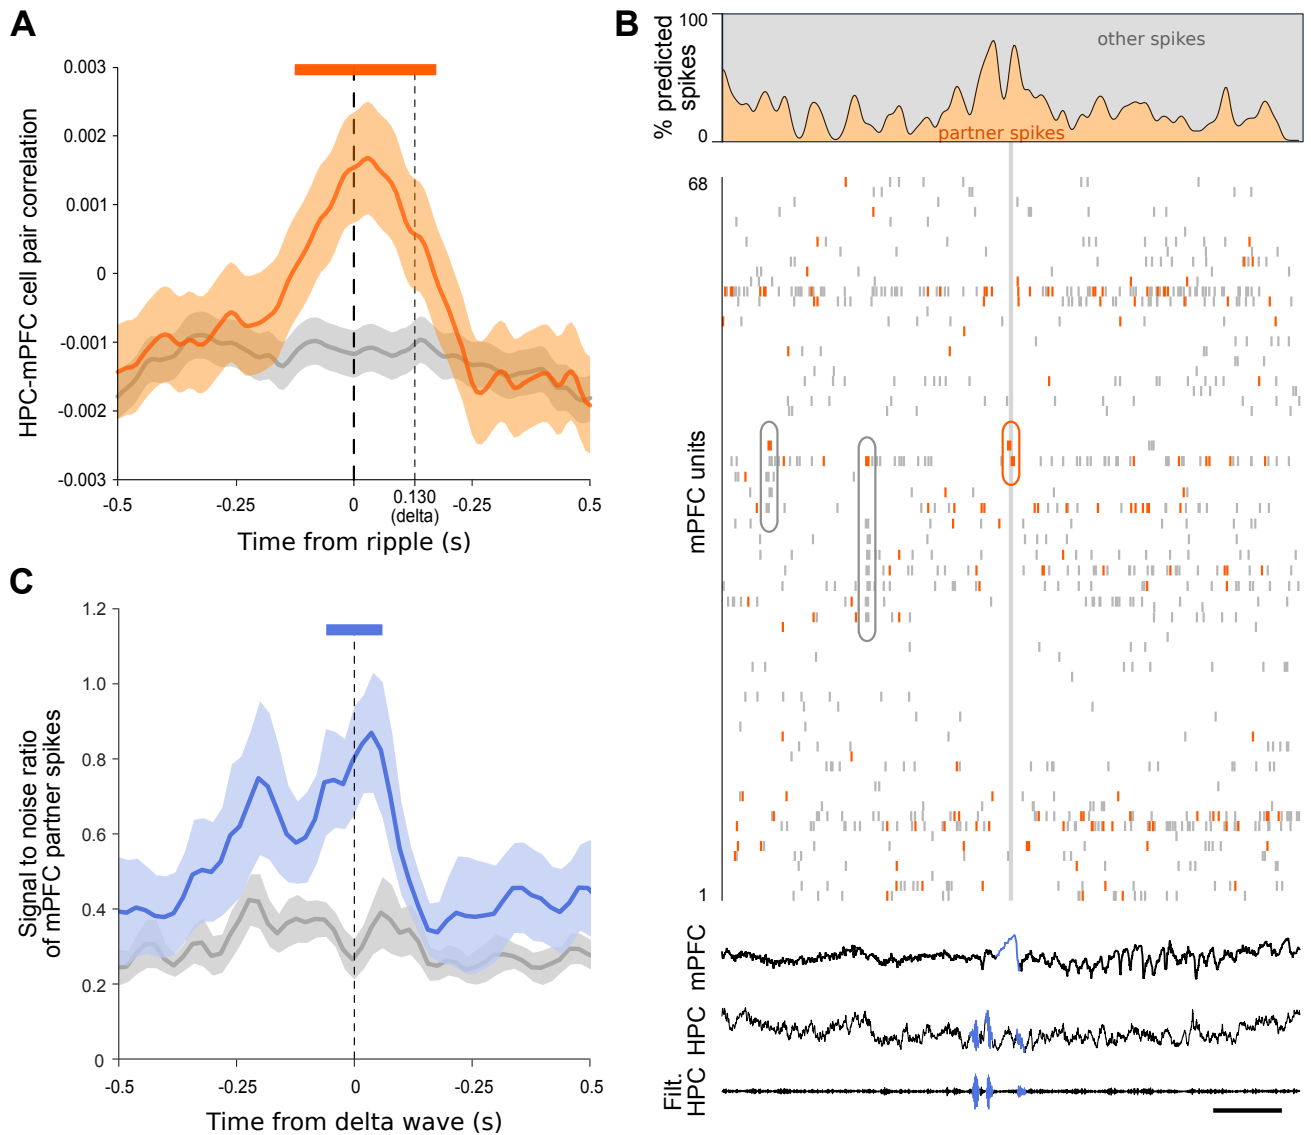 A
HPC-mPFC cell pair correlation
0.003
0.002
0.001
0
-0.001
-0.002
-0.003
-0.5
-0.25
0
0.130
(delta)
-0.25
0.5
Time from ripple (s)
B
% predicted
spikes
100
0
other spikes
partner spikes
mPFC units
68
1
mPFC
HPC
Filt.
HPC
C
Signal to noise ratio
of mPFC partner spikes
1.2
1.0
0.8
0.6
0.4
0.2
0
-0.5
-0.25
0
-0.25
0.5
Time from delta wave (s)